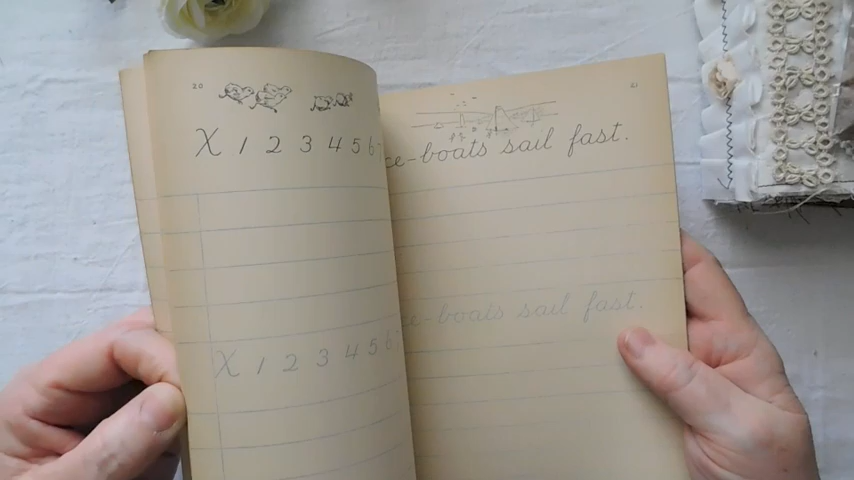 20
X 1 2 3 4 5 6
ce-boats sail fast.
e-boats sail fast.
X 1 2 3 4 5 6